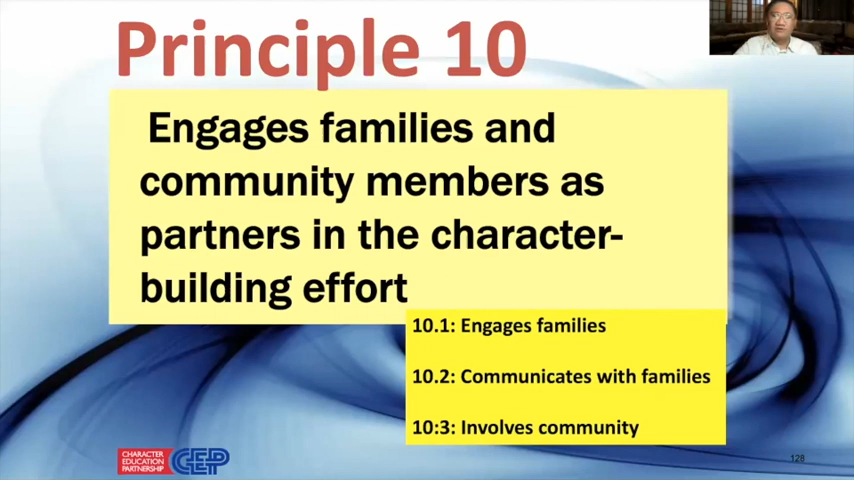 Principle 10
Engages families and
community members as
partners in the character-
building effort
10.1: Engages families
10.2: Communicates with families
10:3: Involves community
CHARACTER
EDUCATION
PARTNERSHIP
CEP
128